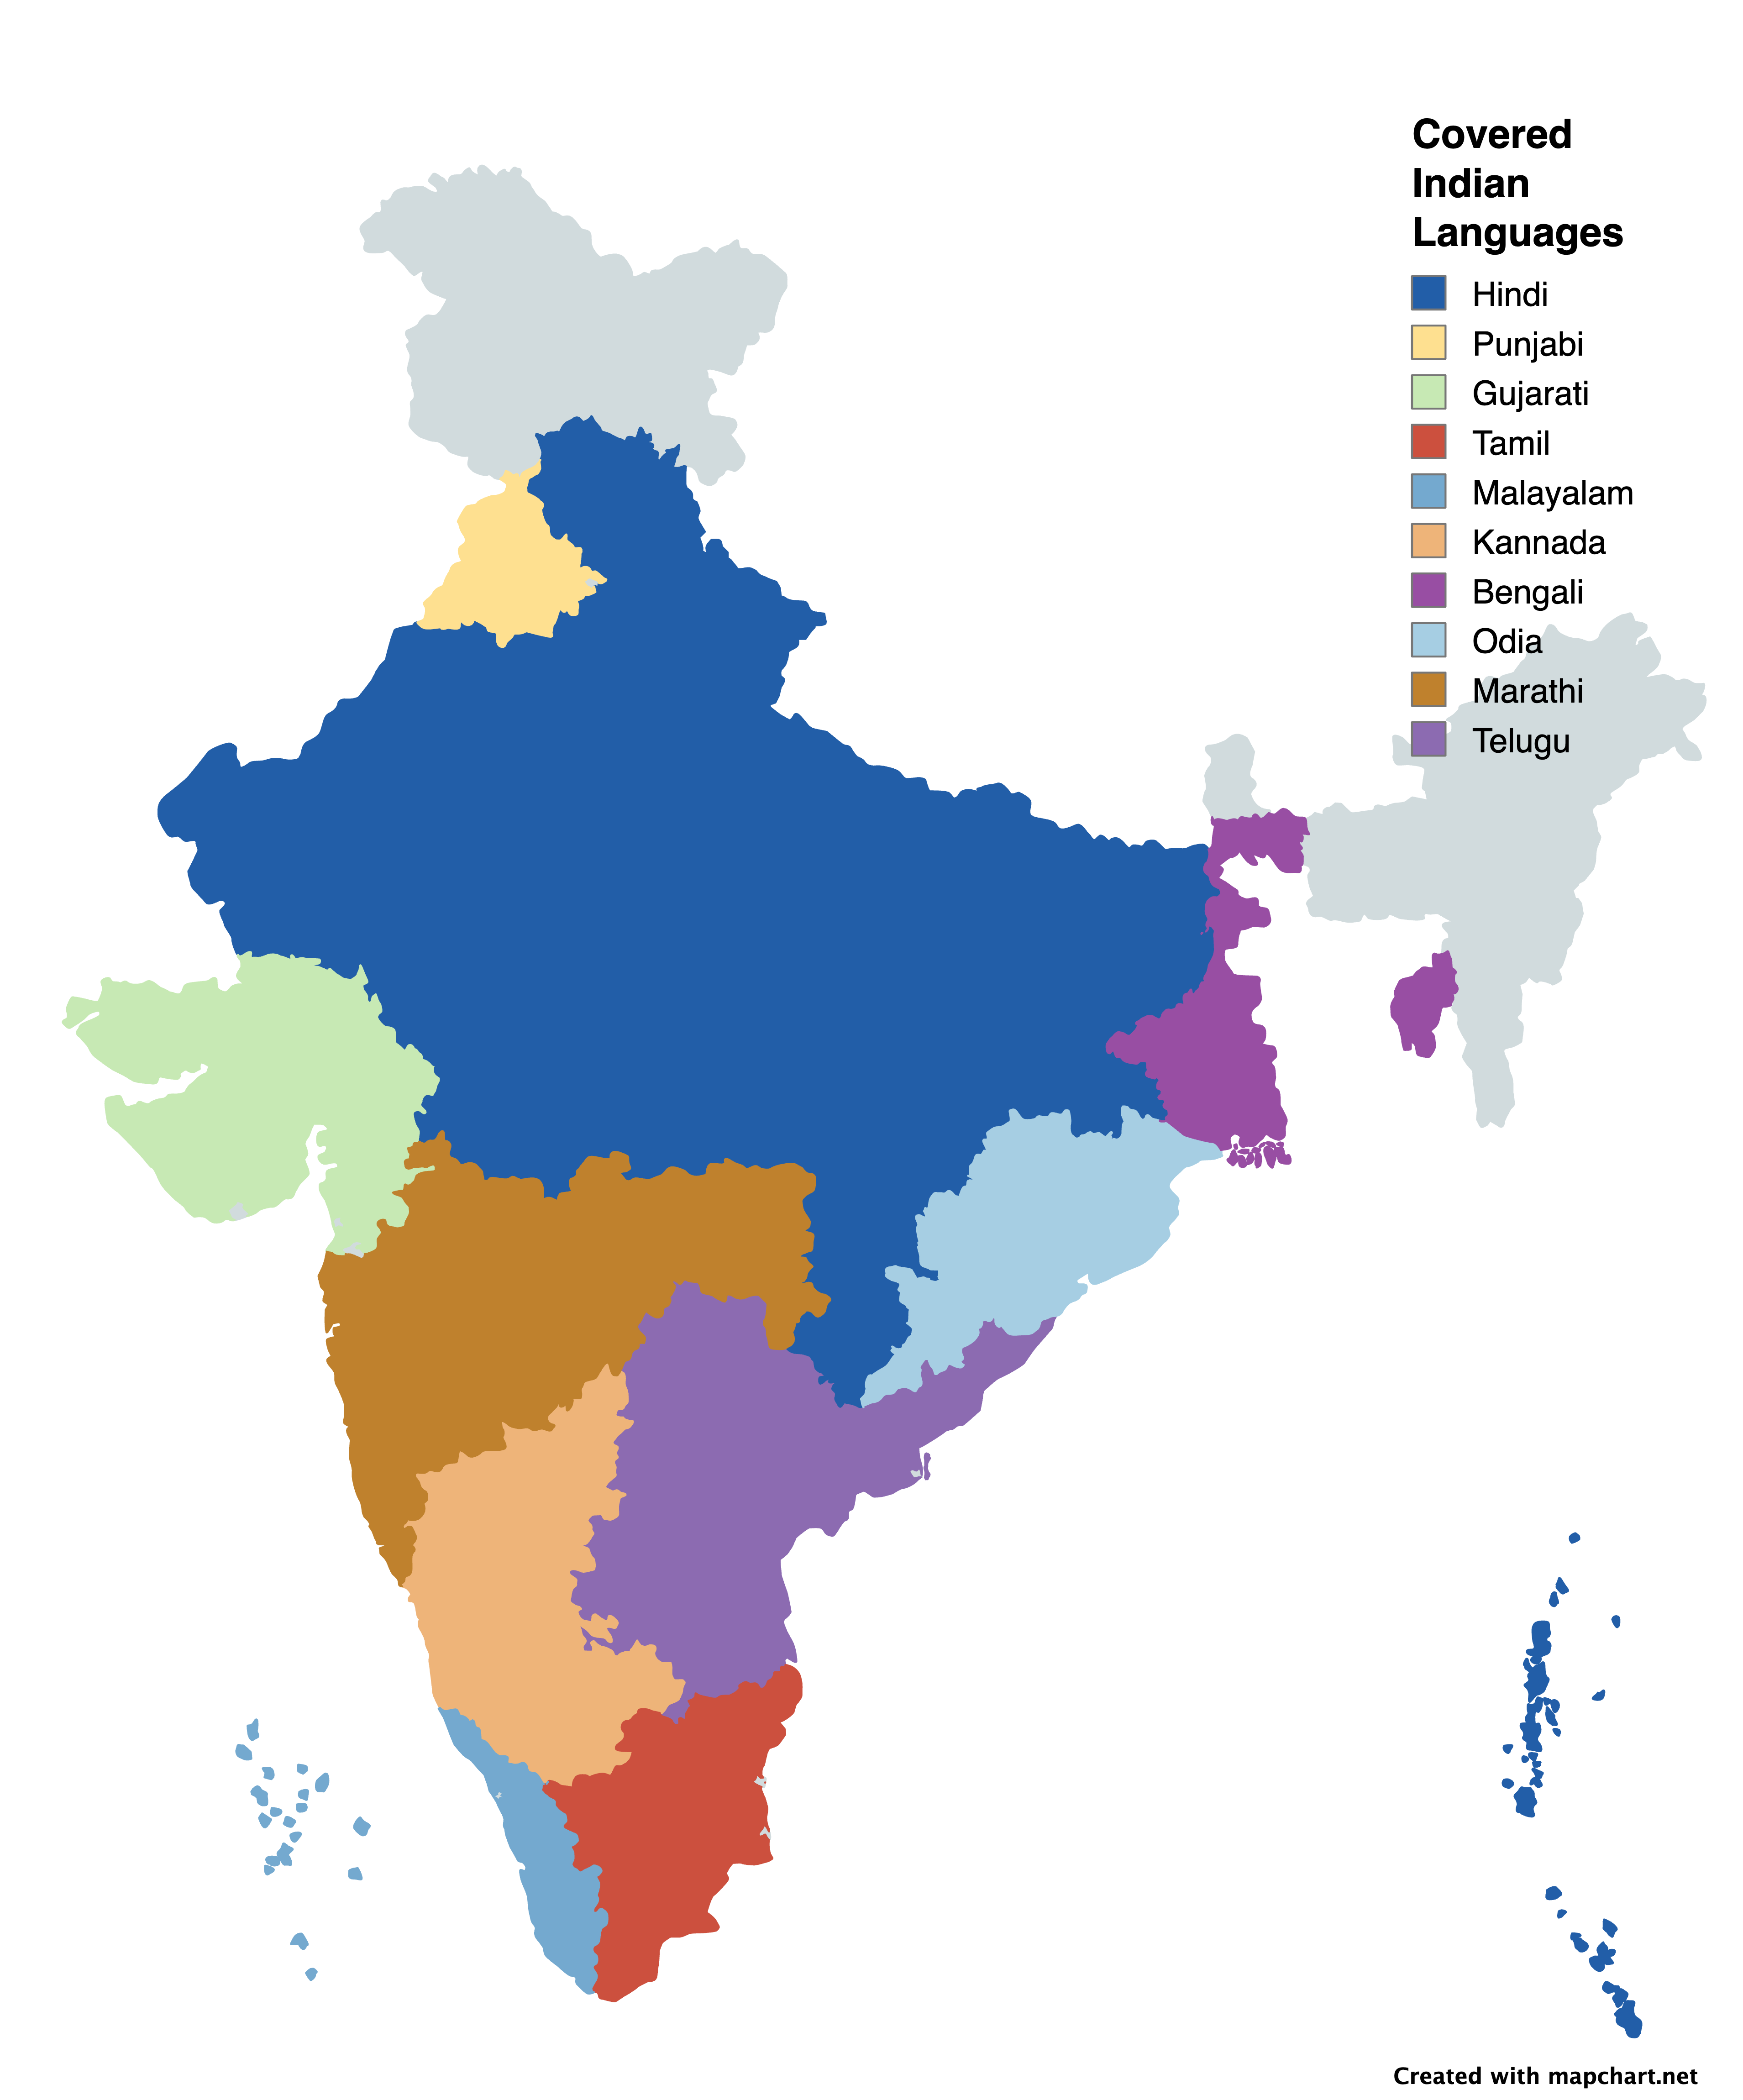 Covered
Indian
Languages
Hindi
Punjabi
Gujarati
Tamil
Malayalam
Kannada
Bengali
Odia
Marathi
Telugu
Created with mapchart.net